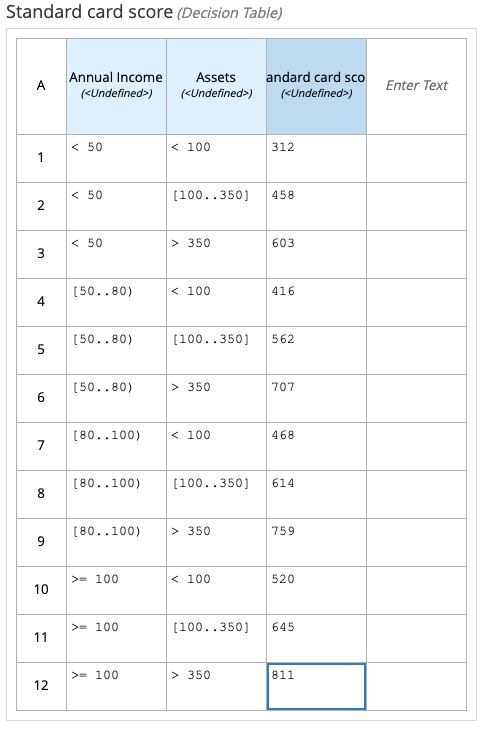 Standard card score (Decision Table)
A Annual Income Assets andard card sco Enter Text
(<Undefined>) (<Undefined>) (<Undefined>)
1 < 50 < 100 312
2 < 50 [100..350] 458
3 < 50 > 350 603
4 [50..80) < 100 416
5 [50..80) [100..350] 562
6 [50..80) > 350 707
7 [80..100) < 100 468
8 [80..100) [100..350] 614
9 [80..100) > 350 759
10 >= 100 < 100 520
11 >= 100 [100..350] 645
12 >= 100 > 350 811